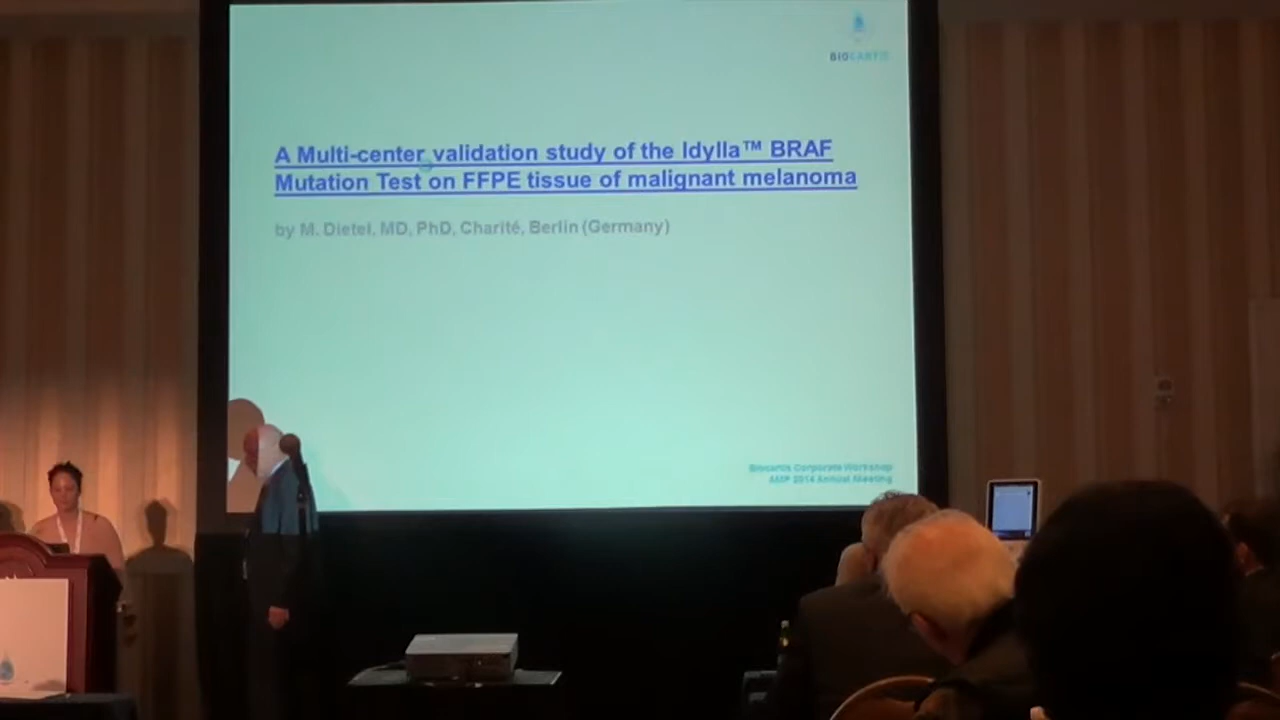 BIOCARTIS
A Multi-center validation study of the Idylla™ BRAF
Mutation Test on FFPE tissue of malignant melanoma
by M. Dietel, MD, PhD, Charité, Berlin (Germany)
Biocartis Corporate Workshop
AMP 2014 Annual Meeting